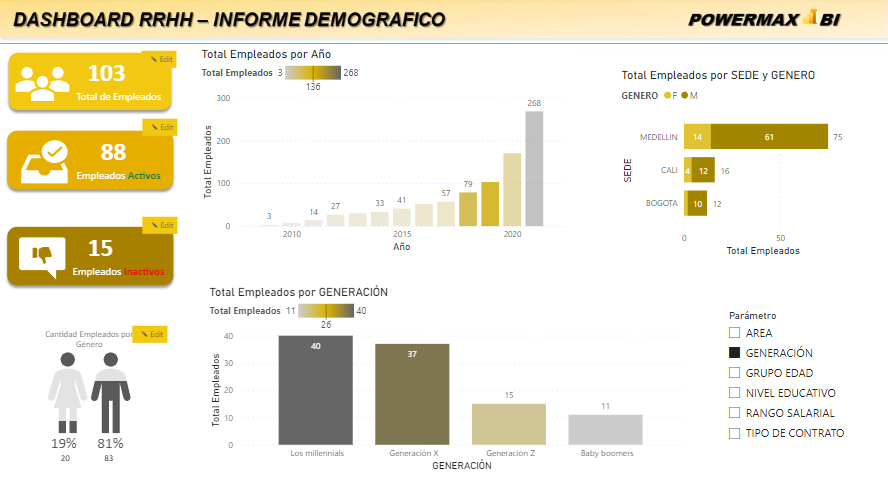 DASHBOARD RRHH – INFORME DEMOGRAFICO
POWERMAX BI
Edit
103
Total de Empleados
Edit
88
Empleados Activos
Edit
15
Empleados Inactivos
Cantidad Empleados por
Género
Edit
19% 81%
20 83
Total Empleados por Año
Total Empleados 3 268
136
Total Empleados
300
200
100
0
3 14 27 33 41 57 79 268
2010 2015 2020
Año
Total Empleados por SEDE y GENERO
GENERO F M
SEDE
MEDELLIN 14 61 75
CALI 4 12 16
BOGOTA 10 12
0 50
Total Empleados
Total Empleados por GENERACIÓN
Total Empleados 11 40
26
Total Empleados
40
30
20
10
0
40 37 15 11
Los millennials Generación X Generación Z Baby boomers
GENERACIÓN
Parámetro
AREA
GENERACIÓN
GRUPO EDAD
NIVEL EDUCATIVO
RANGO SALARIAL
TIPO DE CONTRATO